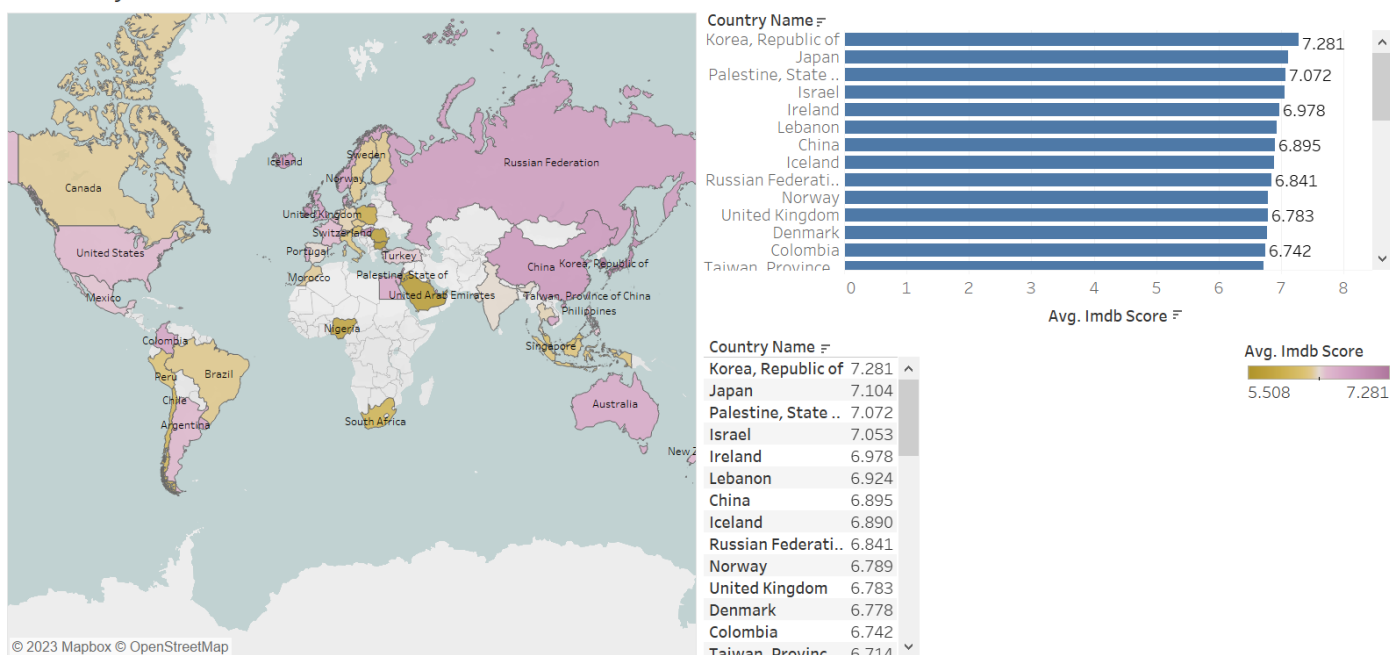 Canada
United States
Mexico
Colombia
Peru
Brazil
Chile
Argentina
Iceland
Sweden
Norway
United Kingdom
Switzerland
Portugal
Turkey
Morocco
Palestine, State of
United Arab Emirates
Nigeria
South Africa
Russian Federation
China
Korea, Republic of
Taiwan, Province of China
Philippines
Singapore
Australia
New Z
© 2023 Mapbox © OpenStreetMap
Country Name
Korea, Republic of 7.281
Japan
Palestine, State .. 7.072
Israel
Ireland 6.978
Lebanon
China 6.895
Iceland
Russian Federati.. 6.841
Norway
United Kingdom 6.783
Denmark
Colombia 6.742
Taiwan, Province..
0 1 2 3 4 5 6 7 8
Avg. Imdb Score
Country Name
Korea, Republic of 7.281
Japan 7.104
Palestine, State .. 7.072
Israel 7.053
Ireland 6.978
Lebanon 6.924
China 6.895
Iceland 6.890
Russian Federati.. 6.841
Norway 6.789
United Kingdom 6.783
Denmark 6.778
Colombia 6.742
Taiwan, Provinc.. 6.714
Avg. Imdb Score
5.508 7.281